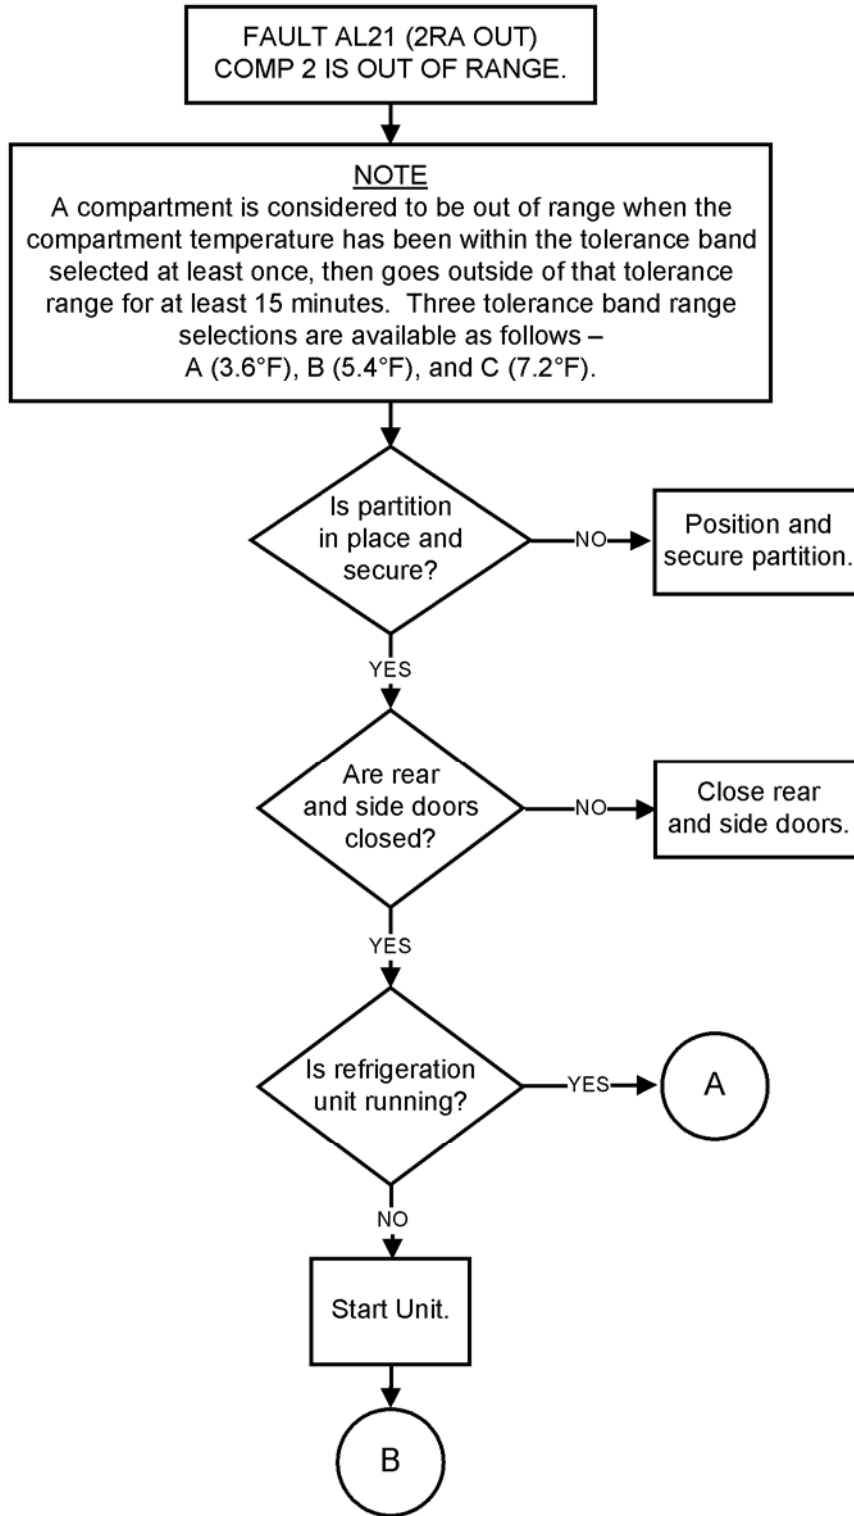 FAULT AL21 (2RA OUT)
COMP 2 IS OUT OF RANGE.
NOTE
A compartment is considered to be out of range when the
compartment temperature has been within the tolerance band
selected at least once, then goes outside of that tolerance
range for at least 15 minutes.  Three tolerance band range
selections are available as follows –
A (3.6°F), B (5.4°F), and C (7.2°F).
Is partition
in place and
secure?
NO
Position and
secure partition.
YES
Are rear
and side doors
closed?
NO
Close rear
and side doors.
YES
Is refrigeration
unit running?
YES
A
NO
Start Unit.
B